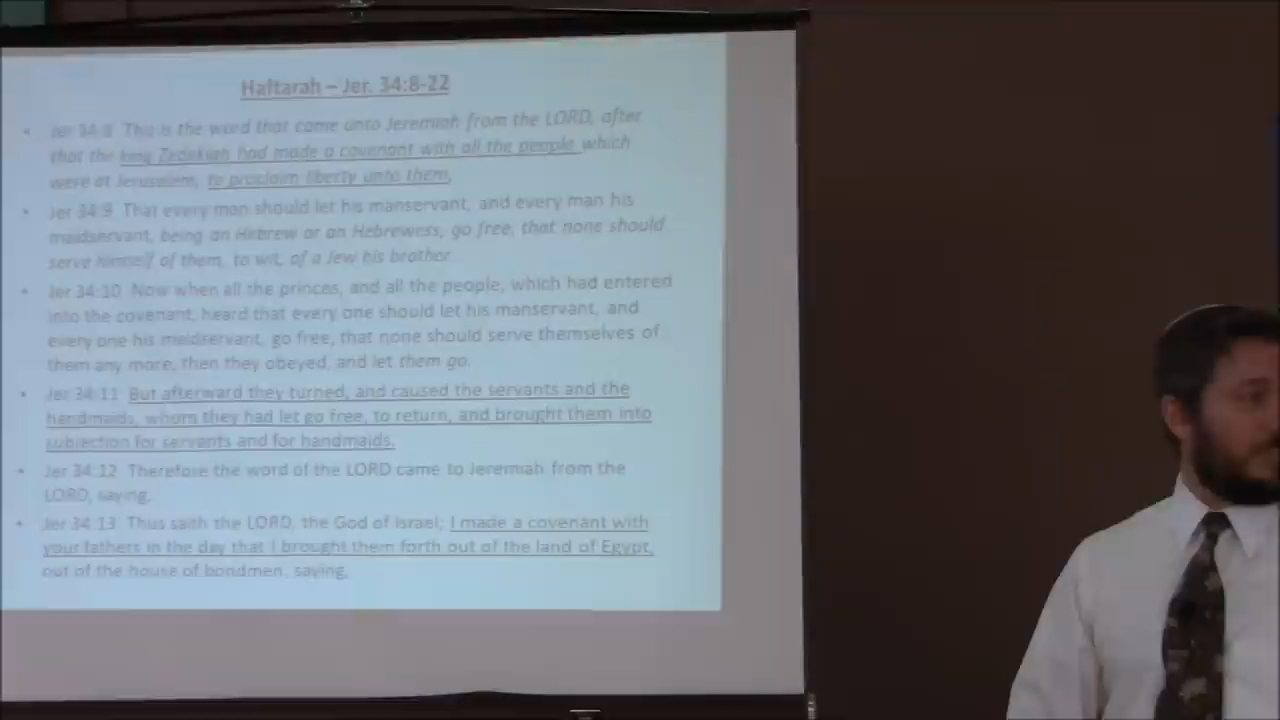 Haftarah – Jer. 34:8-22
• Jer 34:8 This is the word that came unto Jeremiah from the LORD, after
that the king Zedekiah had made a covenant with all the people which
were at Jerusalem, to proclaim liberty unto them;
• Jer 34:9 That every man should let his manservant, and every man his
maidservant, being an Hebrew or an Hebrewess, go free; that none should
serve himself of them, to wit, of a Jew his brother.
• Jer 34:10 Now when all the princes, and all the people, which had entered
into the covenant, heard that every one should let his manservant, and
every one his maidservant, go free, that none should serve themselves of
them any more, then they obeyed, and let them go.
• Jer 34:11 But afterward they turned, and caused the servants and the
handmaids, whom they had let go free, to return, and brought them into
subjection for servants and for handmaids.
• Jer 34:12 Therefore the word of the LORD came to Jeremiah from the
LORD, saying,
• Jer 34:13 Thus saith the LORD, the God of Israel; I made a covenant with
your fathers in the day that I brought them forth out of the land of Egypt,
out of the house of bondmen, saying,